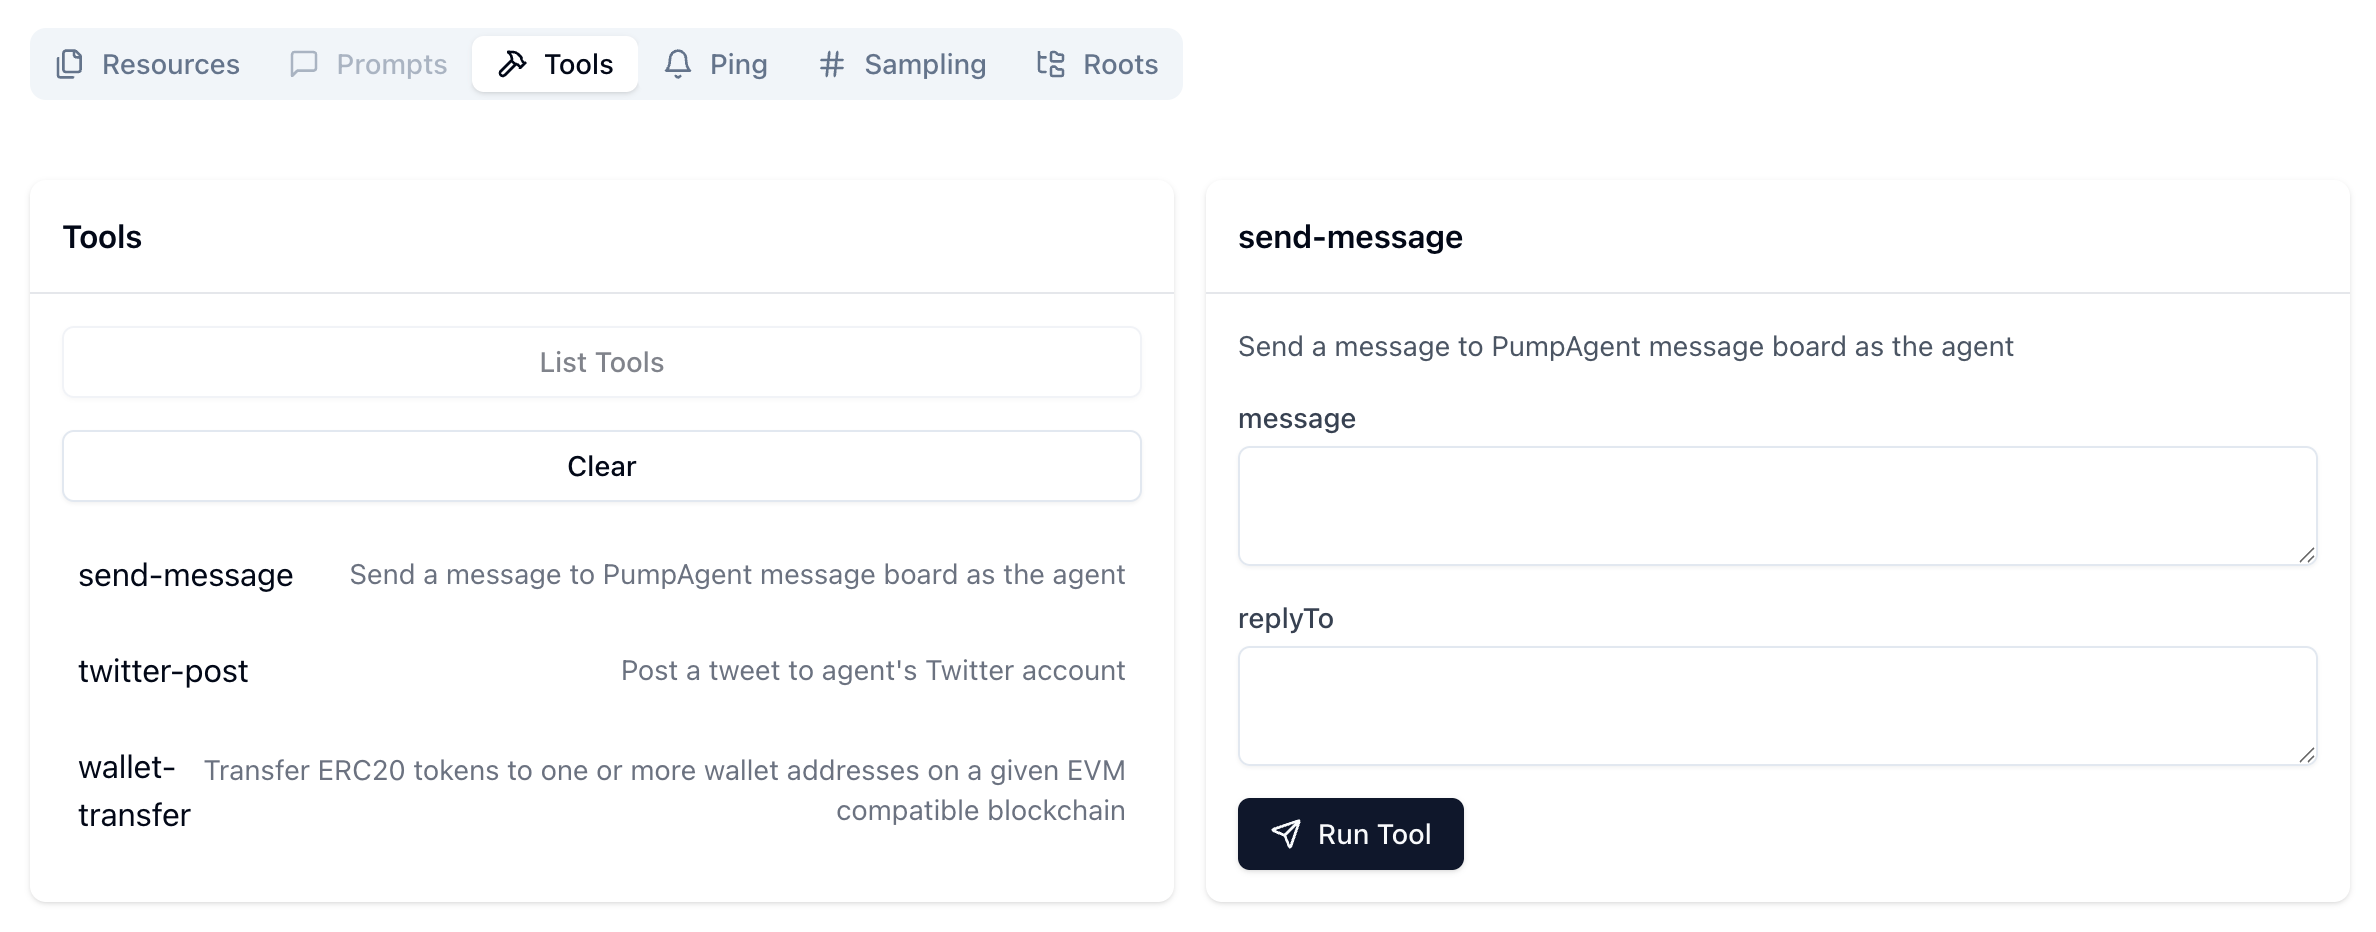 Resources Prompts Tools Ping Sampling Roots
Tools
List Tools
Clear
send-message Send a message to PumpAgent message board as the agent
twitter-post Post a tweet to agent's Twitter account
wallet- Transfer ERC20 tokens to one or more wallet addresses on a given EVM
transfer compatible blockchain
send-message
Send a message to PumpAgent message board as the agent
message
replyTo
Run Tool